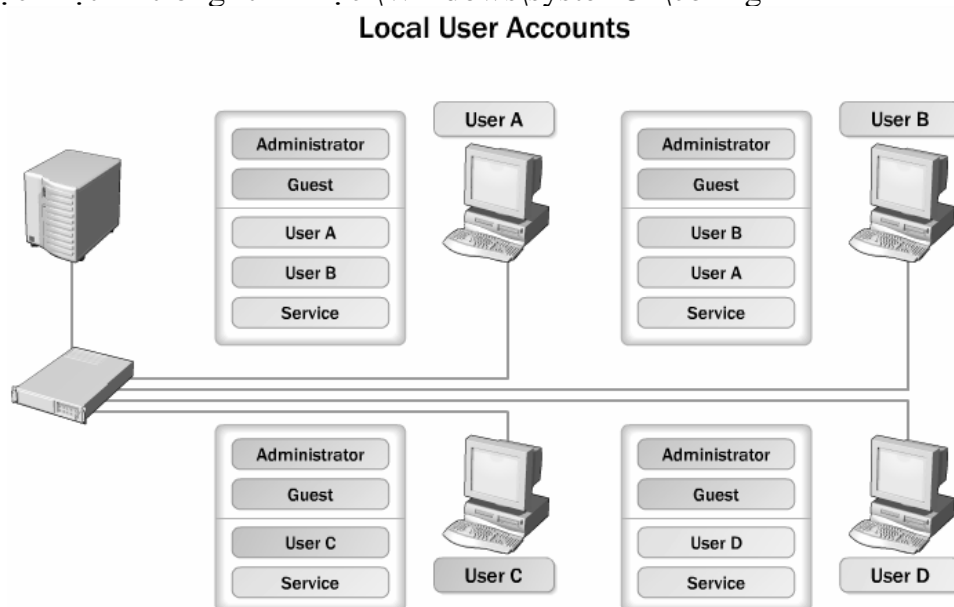 Local User Accounts
User A
User B
Administrator
Guest
User A
User B
Service
Administrator
Guest
User B
User A
Service
Administrator
Guest
User C
Service
User C
Administrator
Guest
User D
Service
User D